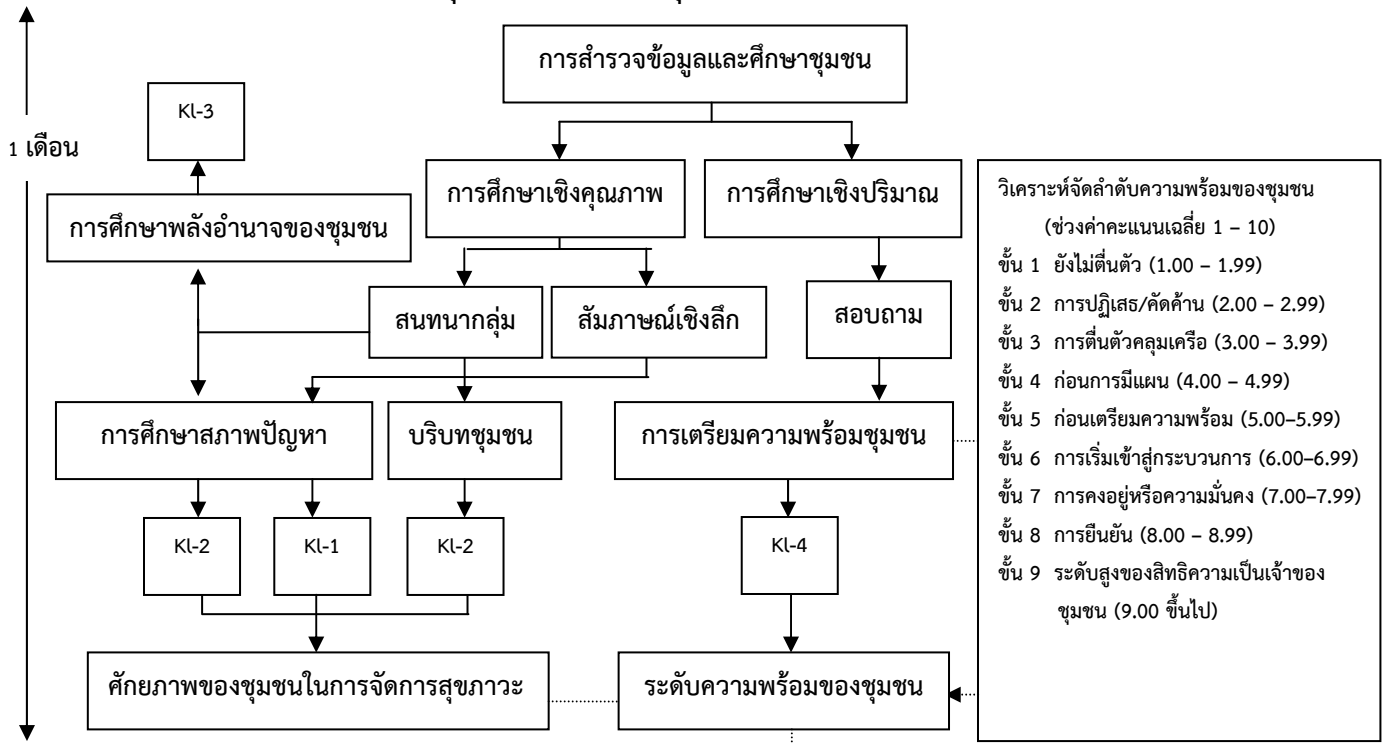 การสำรวจข้อมูลและศึกษาชุมชน
Kl-3
1 เดือน
การศึกษาเชิงคุณภาพ
การศึกษาเชิงปริมาณ
การศึกษาพลังอำนาจของชุมชน
สนทนากลุ่ม
สัมภาษณ์เชิงลึก
สอบถาม
การศึกษาสภาพปัญหา
บริบทชุมชน
การเตรียมความพร้อมชุมชน
Kl-2
Kl-1
Kl-2
Kl-4
ศักยภาพของชุมชนในการจัดการสุขภาวะ
ระดับความพร้อมของชุมชน
วิเคราะห์จัดลำดับความพร้อมของชุมชน
(ช่วงค่าคะแนนเฉลี่ย 1 – 10)
ขั้น 1 ยังไม่ตื่นตัว (1.00 – 1.99)
ขั้น 2 การปฏิเสธ/คัดค้าน (2.00 – 2.99)
ขั้น 3 การตื่นตัวคลุมเครือ (3.00 – 3.99)
ขั้น 4 ก่อนการมีแผน (4.00 – 4.99)
ขั้น 5 ก่อนเตรียมความพร้อม (5.00–5.99)
ขั้น 6 การเริ่มเข้าสู่กระบวนการ (6.00–6.99)
ขั้น 7 การคงอยู่หรือความมั่นคง (7.00–7.99)
ขั้น 8 การยืนยัน (8.00 – 8.99)
ขั้น 9 ระดับสูงของสิทธิความเป็นเจ้าของ
ชุมชน (9.00 ขึ้นไป)